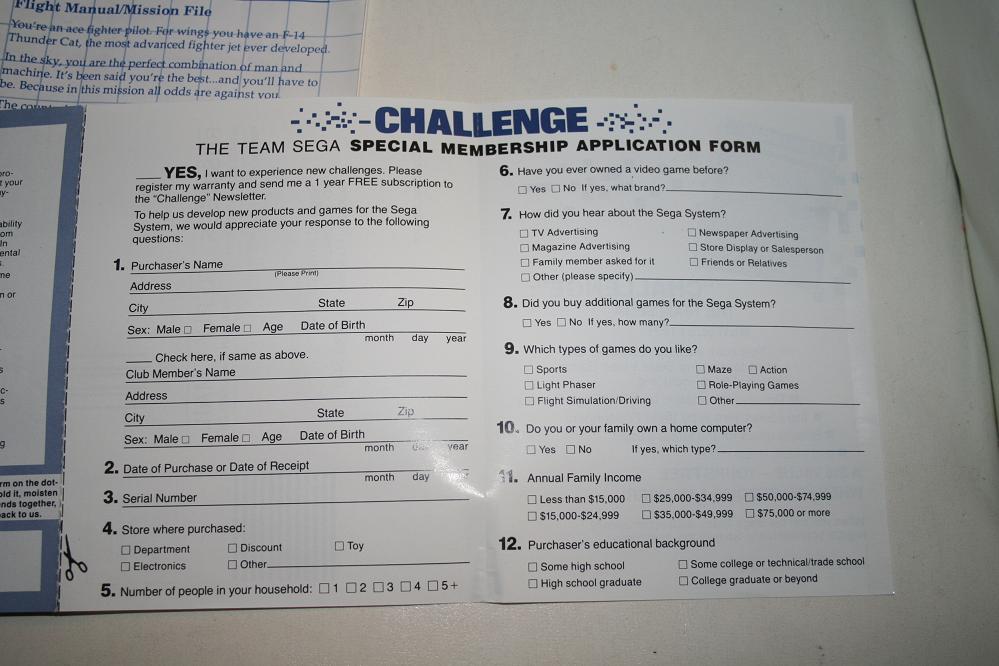 Flight Manual/Mission File
You're an ace fighter pilot. For wings you have an F-14
Thunder Cat, the most advanced fighter jet ever developed.
In the sky, you are the perfect combination of man and
machine. It's been said you're the best...and you'll have to
be. Because in this mission all odds are against you.
The
CHALLENGE
THE TEAM SEGA SPECIAL MEMBERSHIP APPLICATION FORM
____ YES, I want to experience new challenges. Please
register my warranty and send me a 1 year FREE subscription to
the "Challenge" Newsletter.
To help us develop new products and games for the Sega
System, we would appreciate your response to the following
questions:
1. Purchaser's Name
(Please Print)
Address
City State Zip
Sex: Male □ Female □ Age Date of Birth
month day year
____ Check here, if same as above.
Club Member's Name
Address
City State Zip
Sex: Male □ Female □ Age Date of Birth
month day year
2. Date of Purchase or Date of Receipt
3. Serial Number
4. Store where purchased:
□ Department □ Discount □ Toy
□ Electronics □ Other
5. Number of people in your household: □ 1 □ 2 □ 3 □ 4 □ 5+
6. Have you ever owned a video game before?
□ Yes □ No If yes, what brand?
7. How did you hear about the Sega System?
□ TV Advertising □ Newspaper Advertising
□ Magazine Advertising □ Store Display or Salesperson
□ Family member asked for it □ Friends or Relatives
□ Other (please specify)
8. Did you buy additional games for the Sega System?
□ Yes □ No If yes, how many?
9. Which types of games do you like?
□ Sports □ Maze □ Action
□ Light Phaser □ Role-Playing Games
□ Flight Simulation/Driving □ Other
10. Do you or your family own a home computer?
□ Yes □ No If yes, which type?
11. Annual Family Income
□ Less than $15,000 □ $25,000-$34,999 □ $50,000-$74,999
□ $15,000-$24,999 □ $35,000-$49,999 □ $75,000 or more
12. Purchaser's educational background
□ Some high school □ Some college or technical/trade school
□ High school graduate □ College graduate or beyond